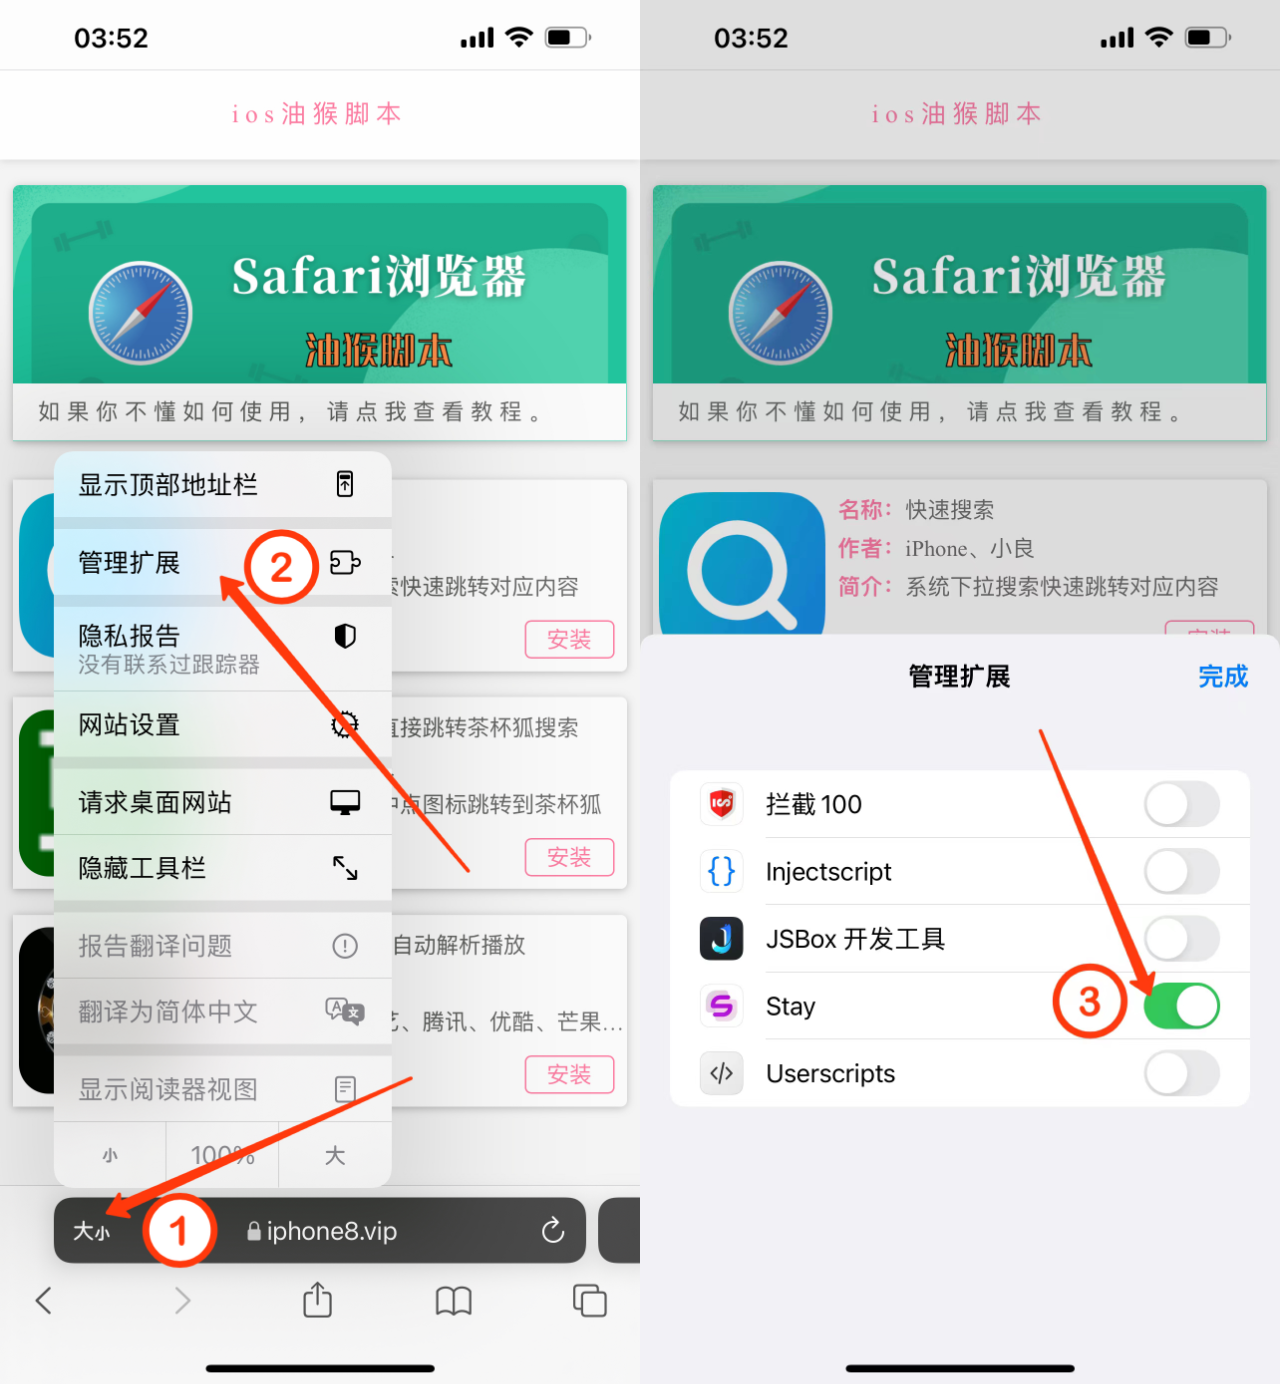 03:52
ios油猴脚本
Safari浏览器
油猴脚本
如果你不懂如何使用，请点我查看教程。
显示顶部地址栏
管理扩展
2
索快速跳转对应内容
隐私报告
没有联系过跟踪器
安装
网站设置
直接跳转茶杯狐搜索
请求桌面网站
中点图标跳转到茶杯狐
隐藏工具栏
安装
报告翻译问题
自动解析播放
翻译为简体中文
艺、腾讯、优酷、芒果...
显示阅读器视图
安装
小
100%
大
大小
1
iphone8.vip
03:52
ios油猴脚本
Safari浏览器
油猴脚本
如果你不懂如何使用，请点我查看教程。
名称：快速搜索
作者：iPhone、小良
简介：系统下拉搜索快速跳转对应内容
安装
管理扩展
完成
拦截 100
Injectscript
JSBox 开发工具
3
Stay
Userscripts